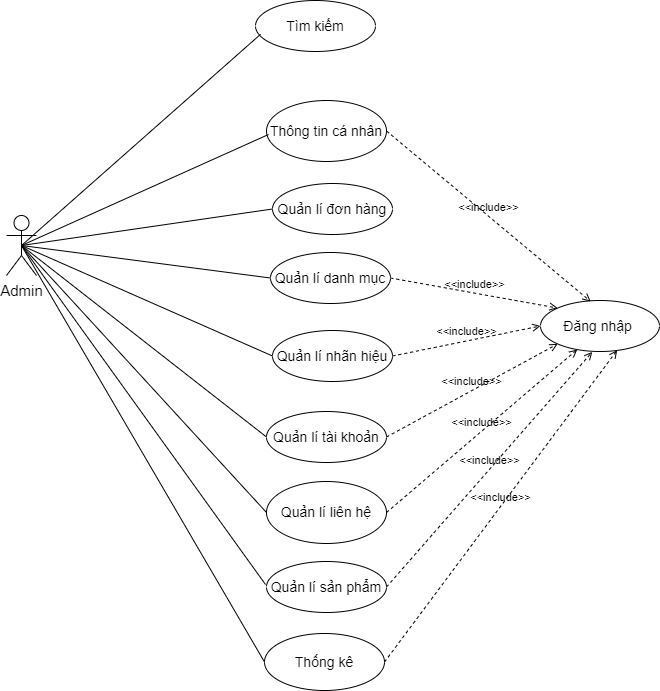 Tìm kiếm
Thông tin cá nhân
Quản lí đơn hàng
<<include>>
Quản lí danh mục
<<include>>
Admin
Đăng nhập
<<include>>
Quản lí nhãn hiệu
<<include>>
<<include>>
Quản lí tài khoản
<<include>>
<<include>>
Quản lí liên hệ
Quản lí sản phẩm
Thống kê